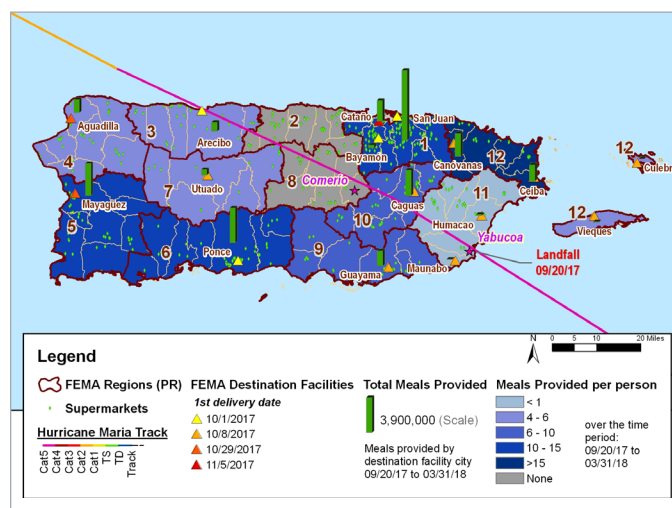 Aguadilla
3
Arecibo
2
Cataño
San Juan
1
Bayamón
Canóvanas
12
12
Culebr
4
7
Utuado
8
Comerío
Ceiba
Mayagüez
Caguas
11
5
10
Humacao
12
Vieques
6
Ponce
9
Yabucoa
Guayama
Maunabo
Landfall
09/20/17
N
0 5 10 20 Miles
Legend
FEMA Regions (PR)
Supermarkets
Hurricane Maria Track
Cat5
Cat4
Cat3
Cat2
Cat1
TS
TD
Track
FEMA Destination Facilities
1st delivery date
10/1/2017
10/8/2017
10/29/2017
11/5/2017
Total Meals Provided
3,900,000 (Scale)
Meals provided by
destination facility city
09/20/17 to 03/31/18
Meals Provided per person
< 1
4 - 6
6 - 10
10 - 15
>15
None
over the time
period:
09/20/17 to
03/31/18